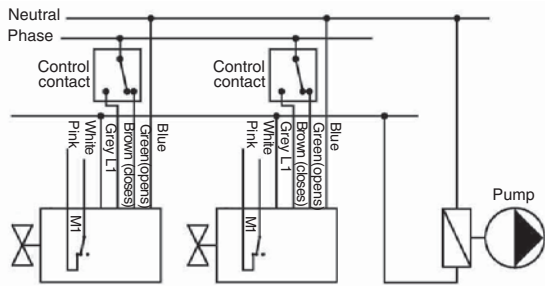 Neutral
Phase
Control
contact
Control
contact
Pink
White
Grey L1
Brown (closes)
Green(opens)
Blue
Pink
White
Grey L1
Brown (closes)
Green(opens)
Blue
Pump
M1
M1